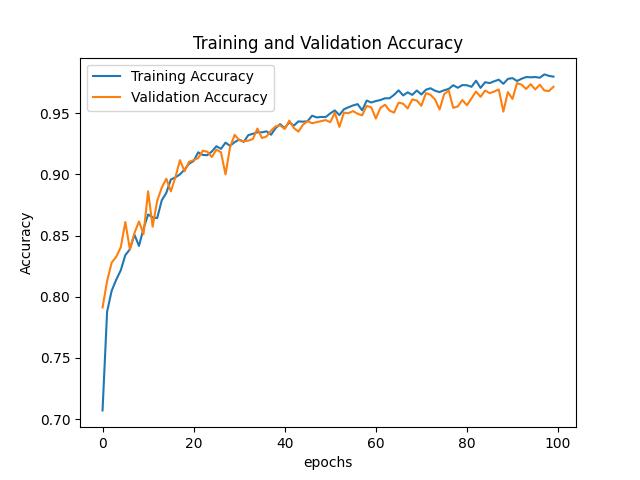 Training and Validation Accuracy
Training Accuracy
Validation Accuracy
0.95
0.90
0.85
0.80
0.75
0.70
Accuracy
0 20 40 60 80 100
epochs